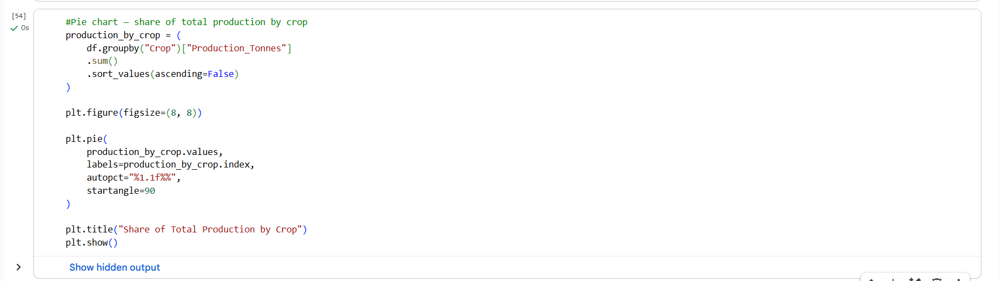 [54]
0s
#Pie chart — share of total production by crop
production_by_crop = (
    df.groupby("Crop")["Production_Tonnes"]
    .sum()
    .sort_values(ascending=False)
)
plt.figure(figsize=(8, 8))
plt.pie(
    production_by_crop.values,
    labels=production_by_crop.index,
    autopct="%1.1f%%",
    startangle=90
)
plt.title("Share of Total Production by Crop")
plt.show()
Show hidden output